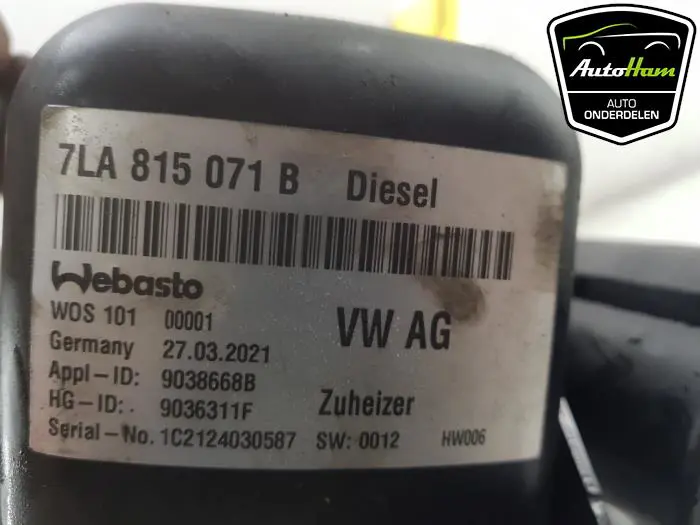 AutoHam
AUTO
ONDERDELEN
7LA 815 071 B Diesel
Webasto
WOS 101 00001 VW AG
Germany 27.03.2021
Appl-ID: 9038668B
HG-ID: 9036311F Zuheizer
Serial-No. 1C2124030587 SW: 0012 HW006